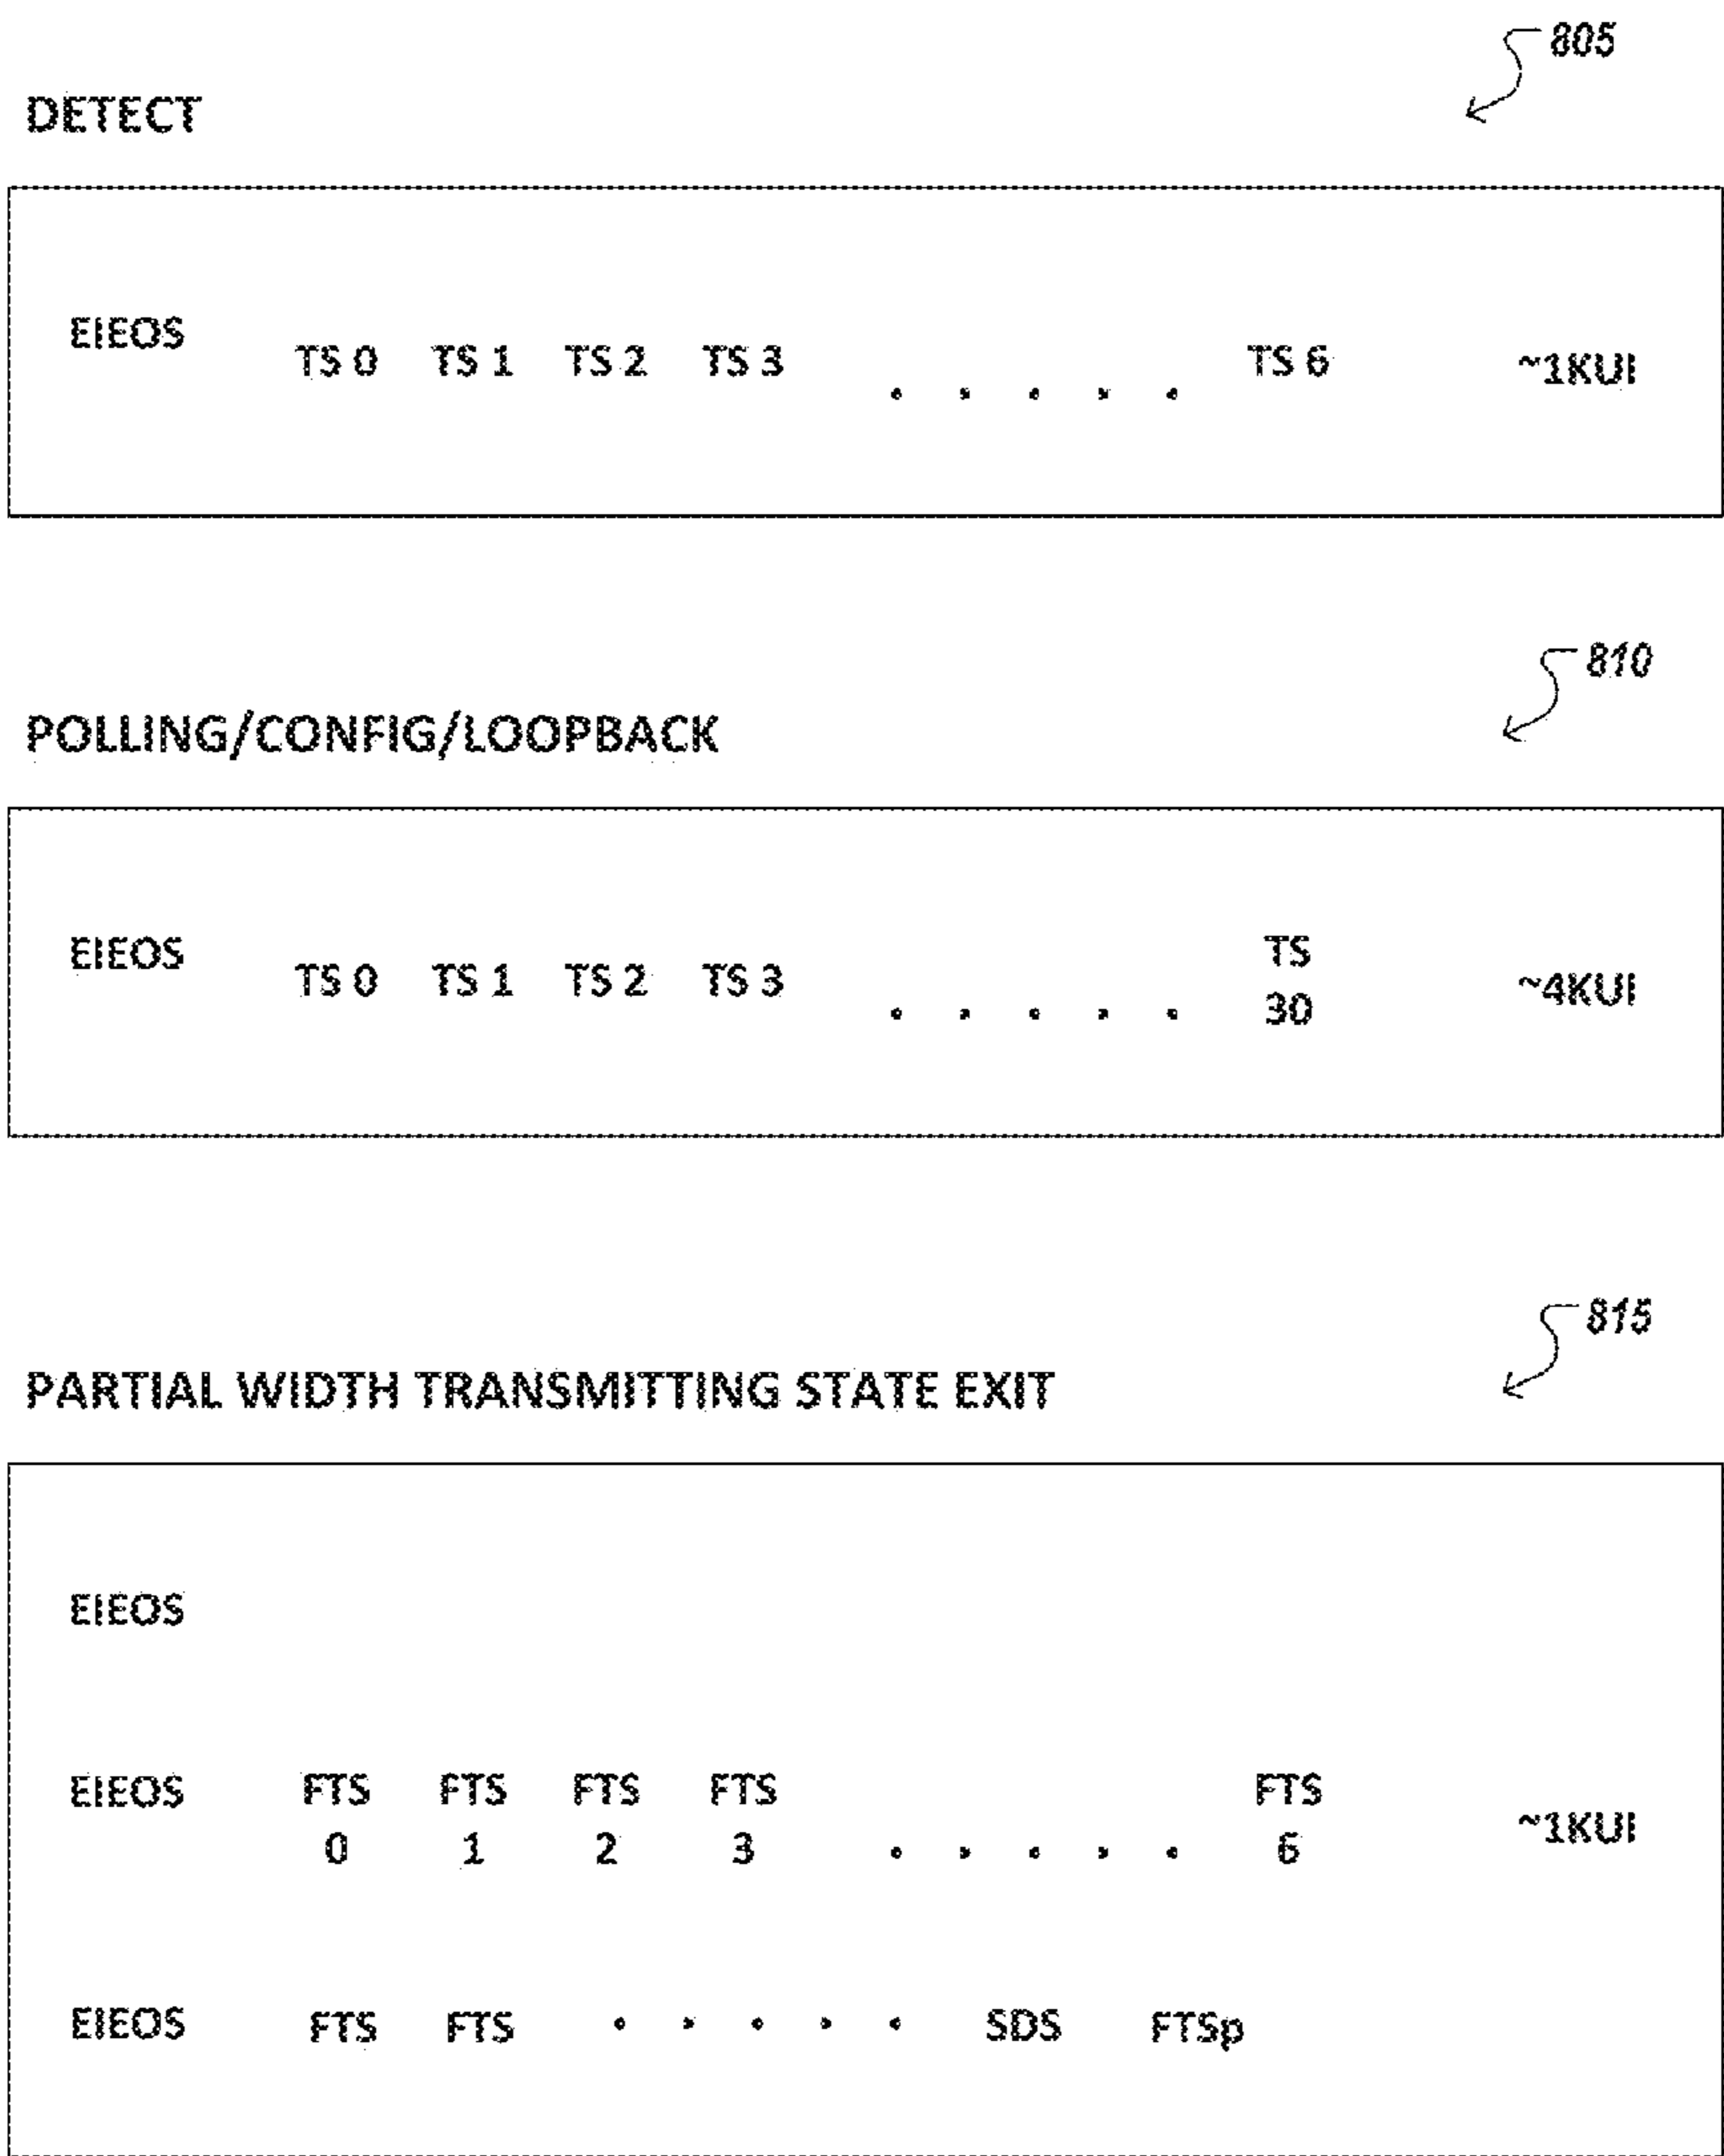 805
DETECT
EIEOS TS 0 TS 1 TS 2 TS 3 . . . . . TS 6 ~1KUI
810
POLLING/CONFIG/LOOPBACK
EIEOS TS 0 TS 1 TS 2 TS 3 . . . . . TS 30 ~4KUI
815
PARTIAL WIDTH TRANSMITTING STATE EXIT
EIEOS
EIEOS FTS 0 FTS 1 FTS 2 FTS 3 . . . . . FTS 6 ~1KUI
EIEOS FTS FTS . . . . . SDS FTSp